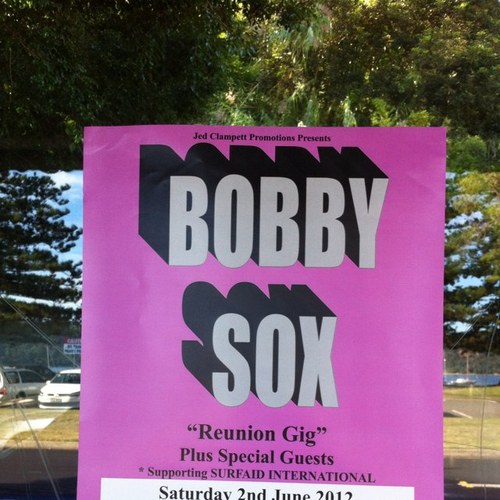 Jed Clampett Promotions Presents
BOBBY
SOX
“Reunion Gig”
Plus Special Guests
* Supporting SURFAID INTERNATIONAL
Saturday 2nd June 2012